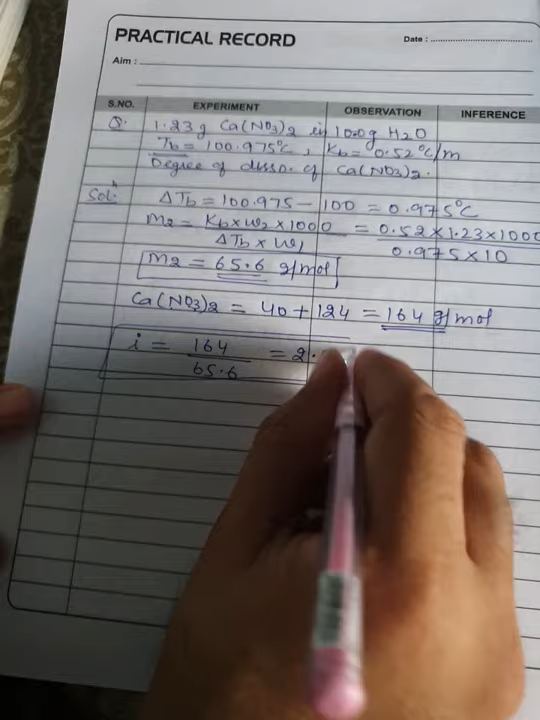 PRACTICAL RECORD
Date :
Aim :
S.NO. EXPERIMENT OBSERVATION INFERENCE
Q. 1.23 g Ca(NO3)2 in 10.0g H2O
Tb = 100.975°C, Kb = 0.52 °C/m
Degree of dissn. of Ca(NO3)2.
Sol. ΔTb = 100.975 - 100 = 0.975°C
M2 = Kb x W2 x 1000 / ΔTb x W1 = 0.52 x 1.23 x 1000 / 0.975 x 10
M2 = 65.6 g/mol
Ca(NO3)2 = 40 + 124 = 164 g/mol
i = 164 / 65.6 = 2.